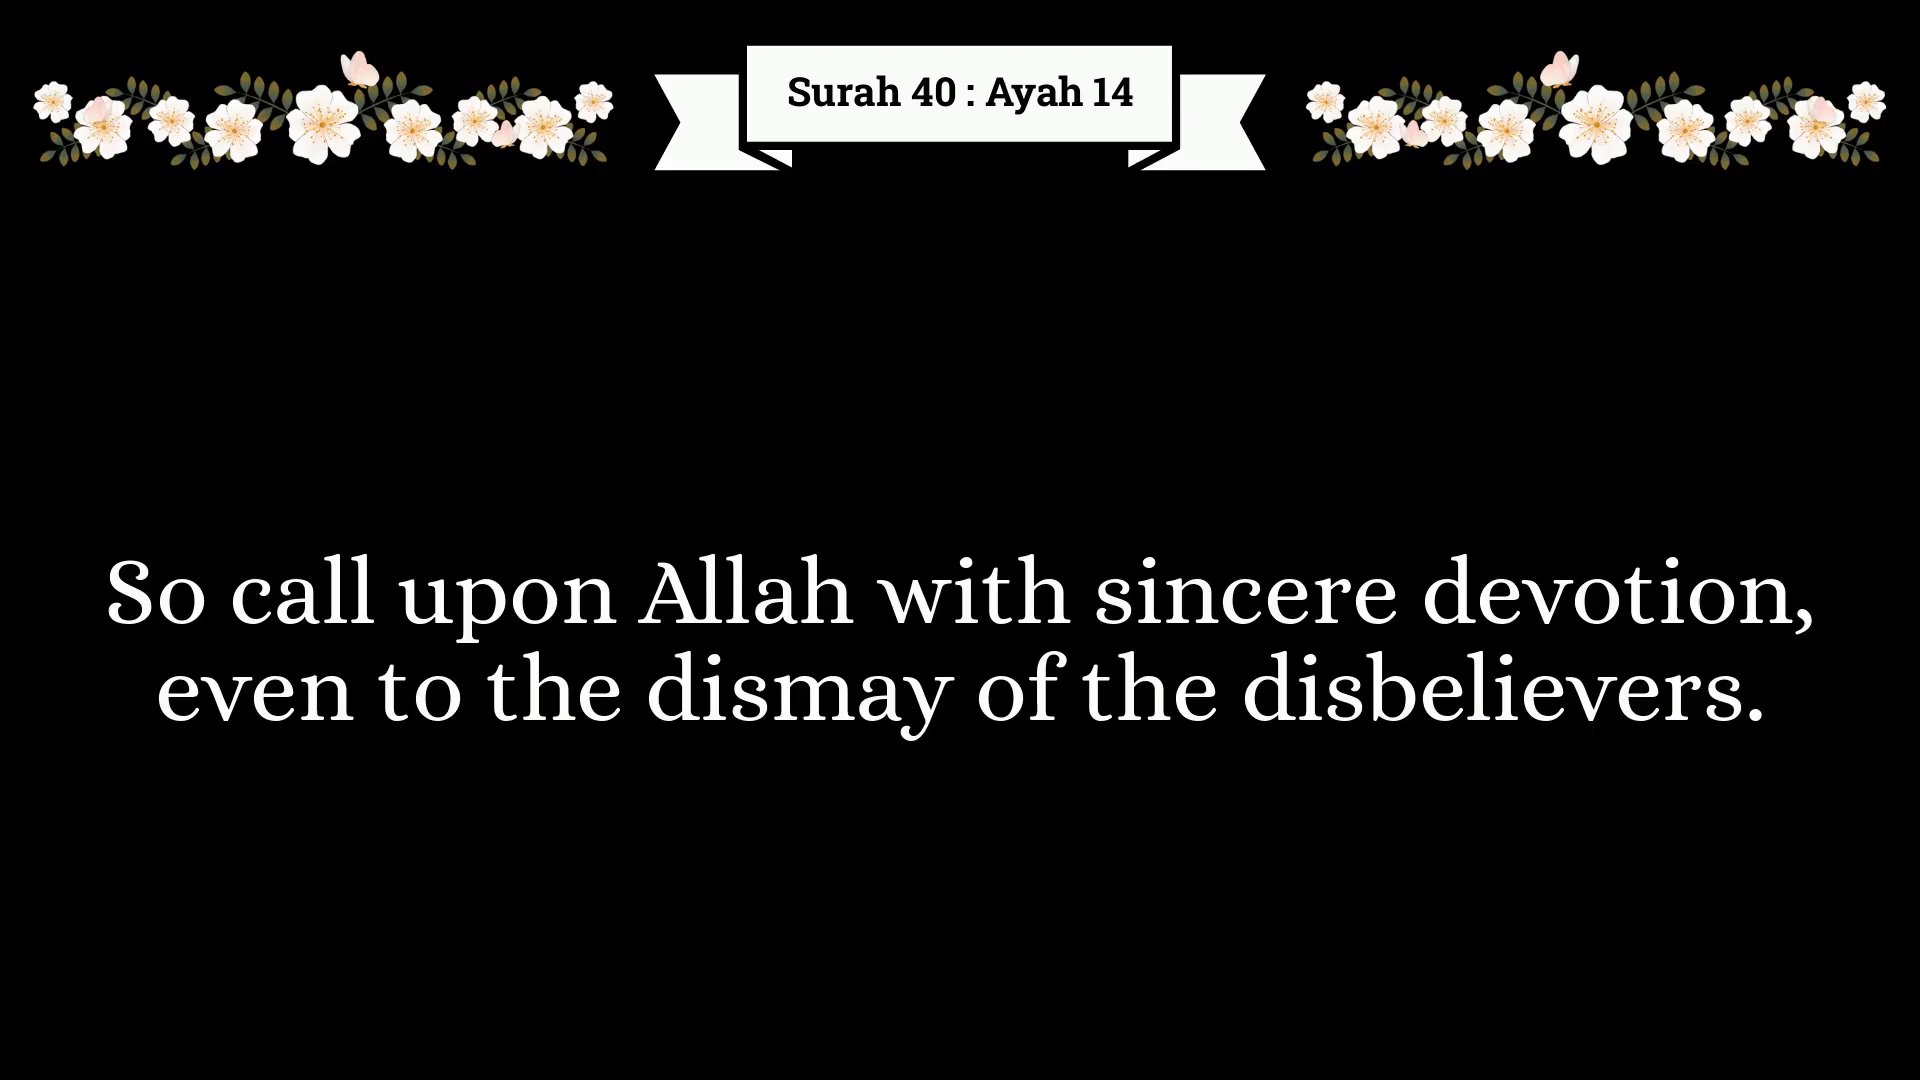 Surah 40 : Ayah 14
So call upon Allah with sincere devotion,
even to the dismay of the disbelievers.